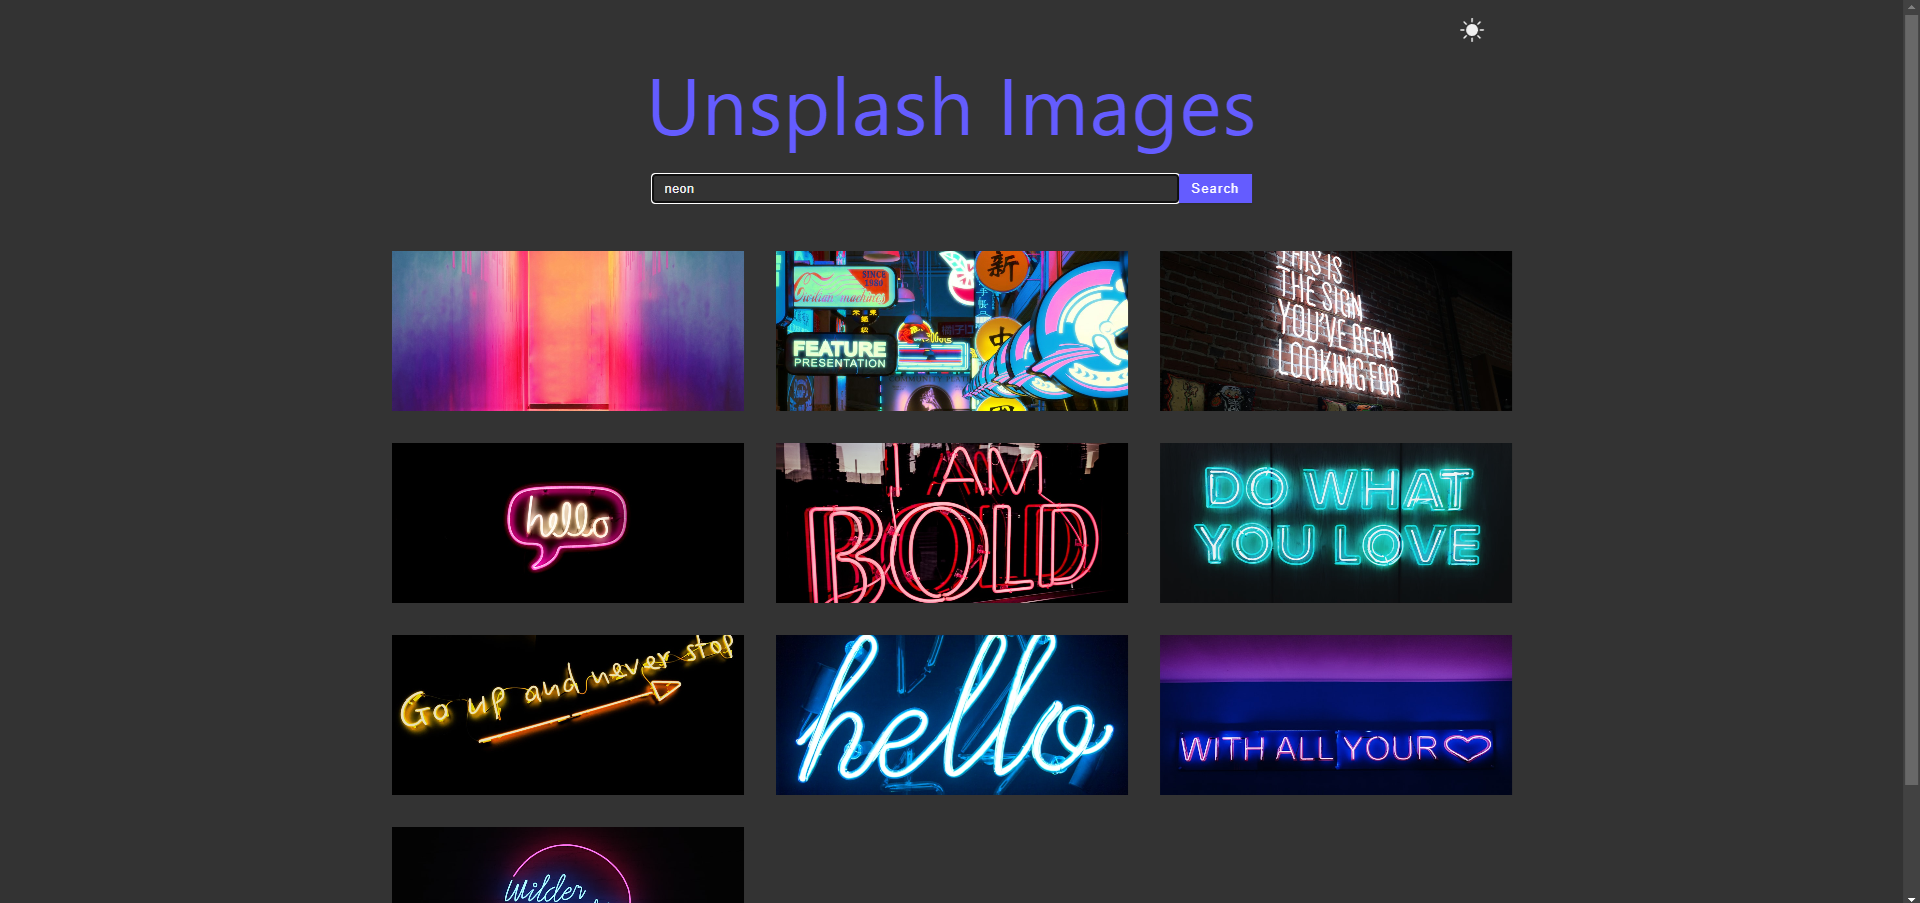 Unsplash Images
neon
Search
SINCE
1980
Civilian machines
新
FEATURE
PRESENTATION
中
THIS IS
THE SIGN
YOU'VE BEEN
LOOKING FOR
hello
I AM
BOLD
DO WHAT
YOU LOVE
Go up and never stop
hello
WITH ALL YOUR
Wilder